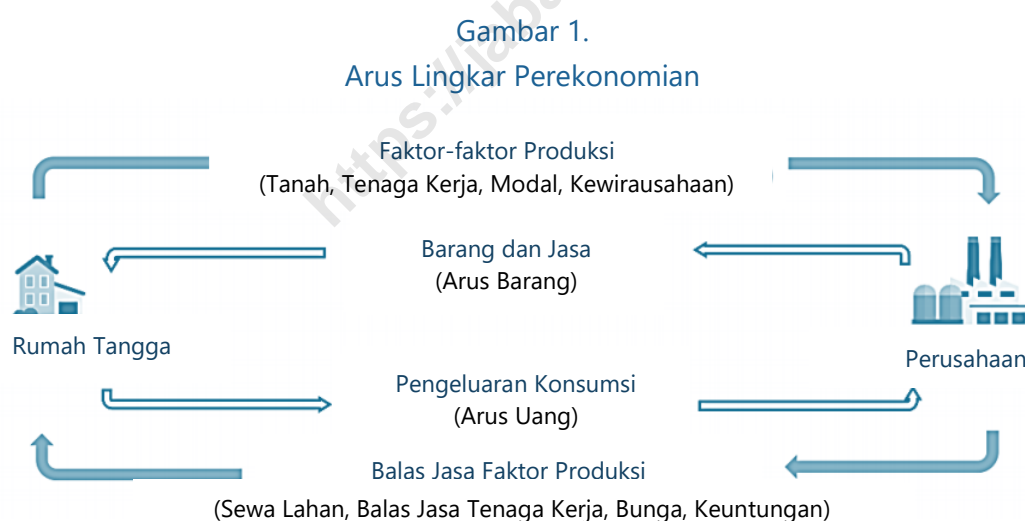 Gambar 1.
Arus Lingkar Perekonomian
Faktor-faktor Produksi
(Tanah, Tenaga Kerja, Modal, Kewirausahaan)
Barang dan Jasa
(Arus Barang)
Rumah Tangga
Perusahaan
Pengeluaran Konsumsi
(Arus Uang)
Balas Jasa Faktor Produksi
(Sewa Lahan, Balas Jasa Tenaga Kerja, Bunga, Keuntungan)